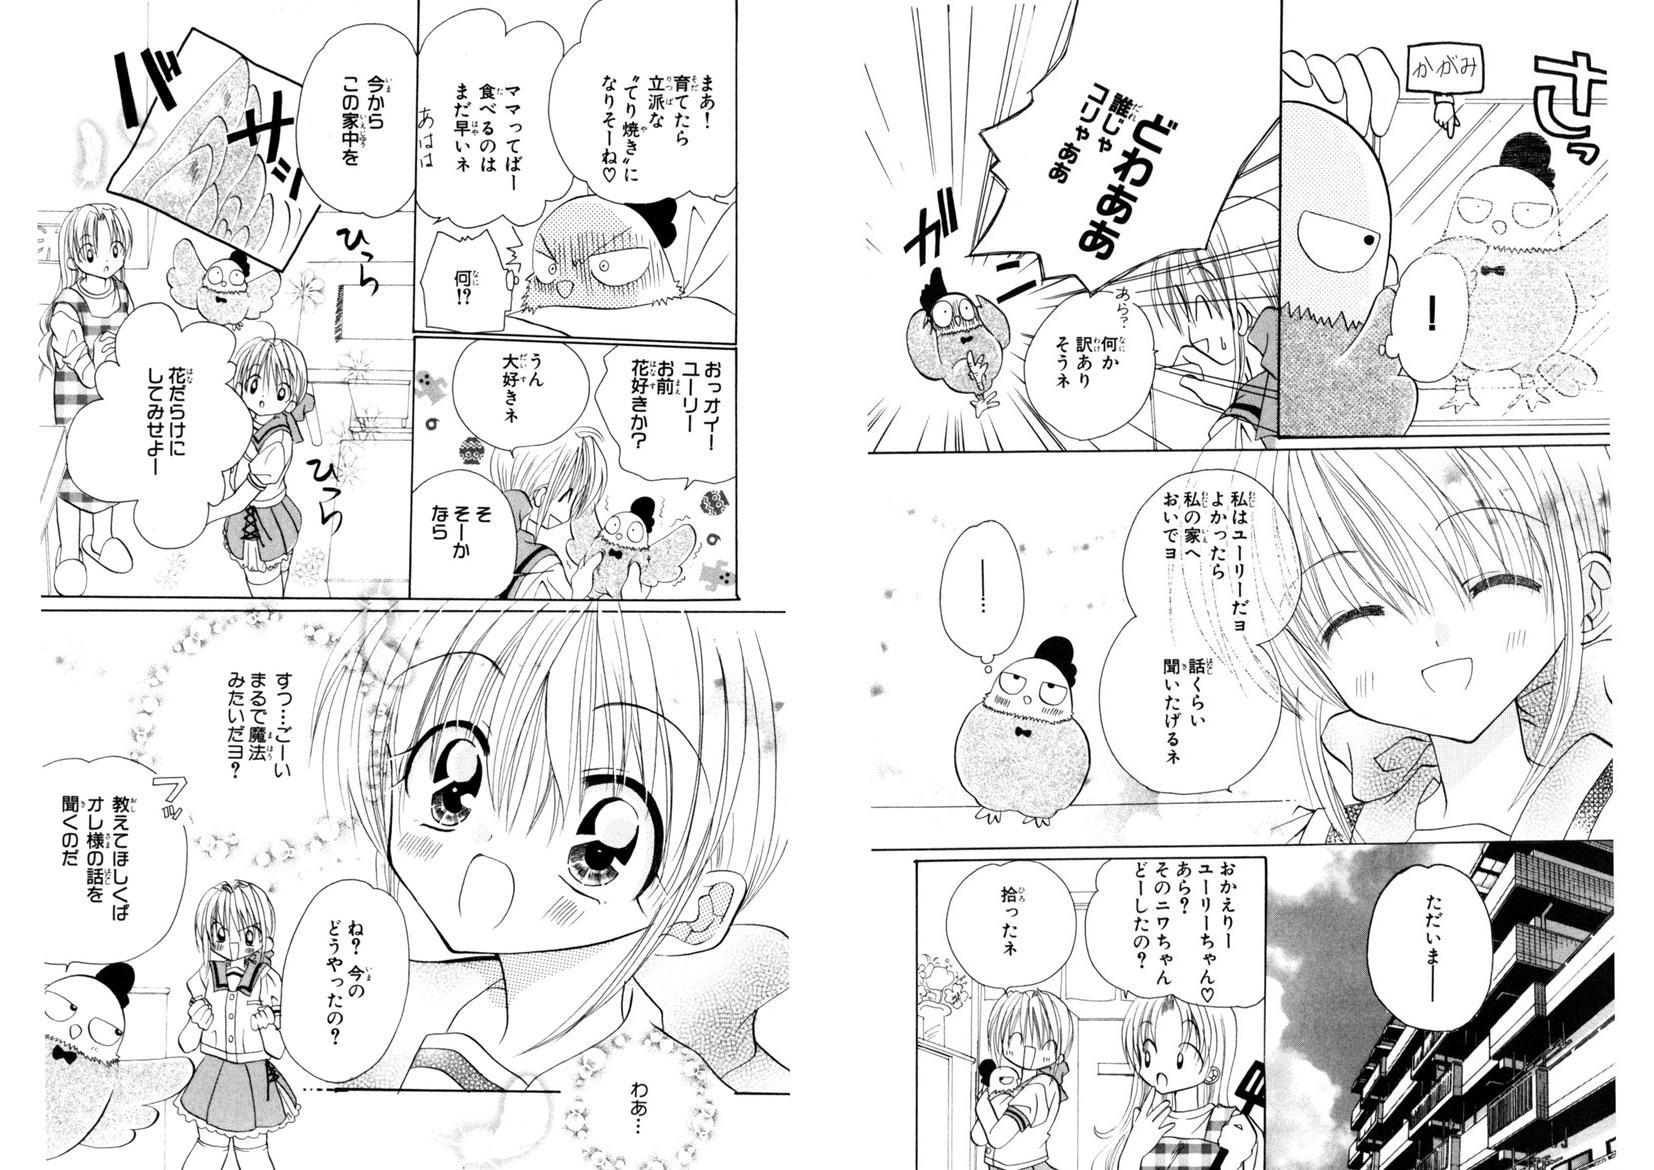 かがみ
さっ
!
どわああ
誰じゃ
コリゃああ
ガーン
あら?
何か
訳あり
そうネ
私はユーリーだヨ
よかったら
私の家へ
おいでヨ
話くらい
聞いたげるネ
―…
ただいまー
おかえりー
ユーリーちゃん♡
あら?
そのニワちゃん
どーしたの?
拾ったネ
まあ!
育てたら
立派な
“てり焼き”に
なりそーね♡
ママってばー
食べるのは
まだ早いネ
あはは
何!?
おっオイ!
ユーリー
お前
花好きか?
うん
大好きネ
そ
そーか
なら
今から
この家中を
バサッ
ひっら
花だらけに
してみせよー
ひっら
わあ…
すっ…ごーい
まるで魔法
みたいだヨ?
ね? 今の
どうやったの?
フッ
教えてほしくば
オレ様の話を
聞くのだ